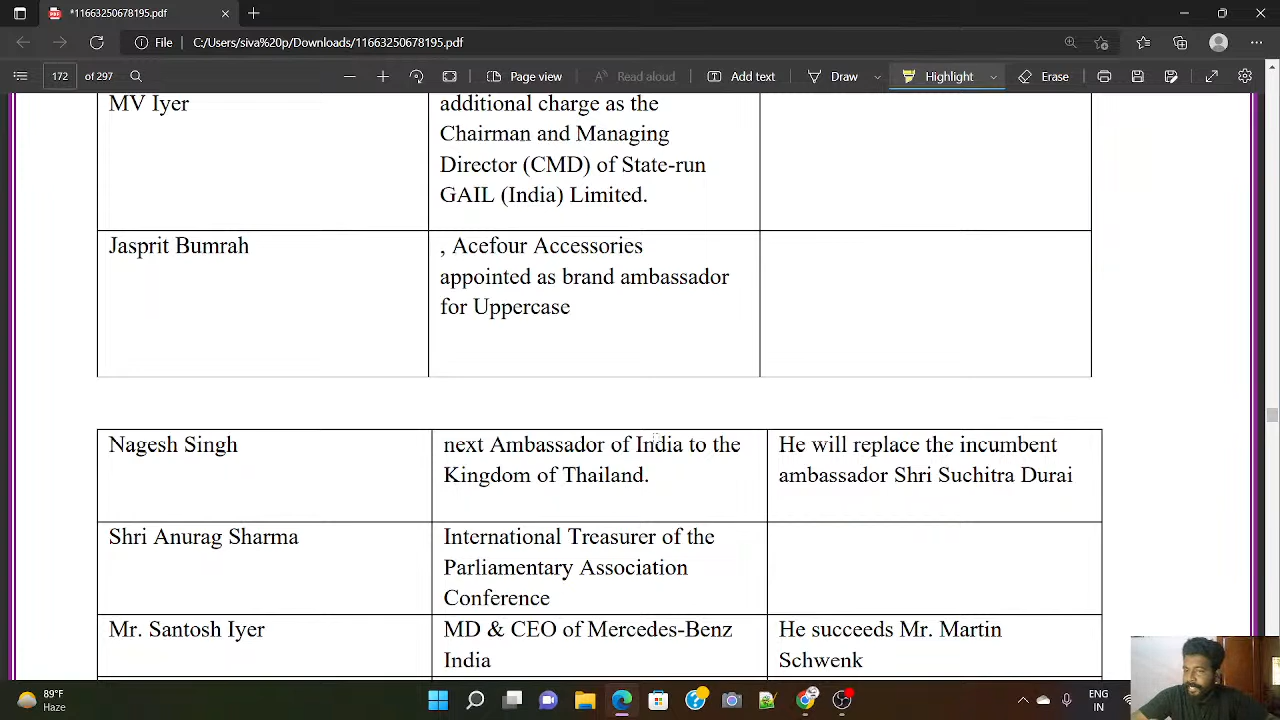 *11663250678195.pdf
File C:/Users/siva%20p/Downloads/11663250678195.pdf
172 of 297 Page view Read aloud Add text Draw Highlight Erase
MV Iyer
additional charge as the
Chairman and Managing
Director (CMD) of State-run
GAIL (India) Limited.
Jasprit Bumrah
, Acefour Accessories
appointed as brand ambassador
for Uppercase
Nagesh Singh
next Ambassador of India to the
Kingdom of Thailand.
He will replace the incumbent
ambassador Shri Suchitra Durai
Shri Anurag Sharma
International Treasurer of the
Parliamentary Association
Conference
Mr. Santosh Iyer
MD & CEO of Mercedes-Benz
India
He succeeds Mr. Martin
Schwenk
89°F
Haze
ENG
IN